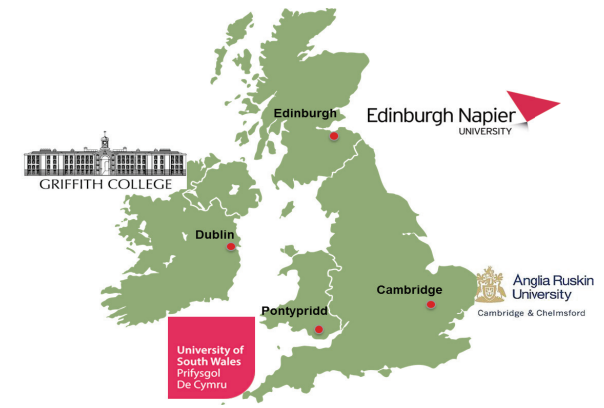 Edinburgh
Edinburgh Napier
UNIVERSITY
GRIFFITH COLLEGE
Dublin
Cambridge
Anglia Ruskin
University
Cambridge & Chelmsford
Pontypridd
University of
South Wales
Prifysgol
De Cymru